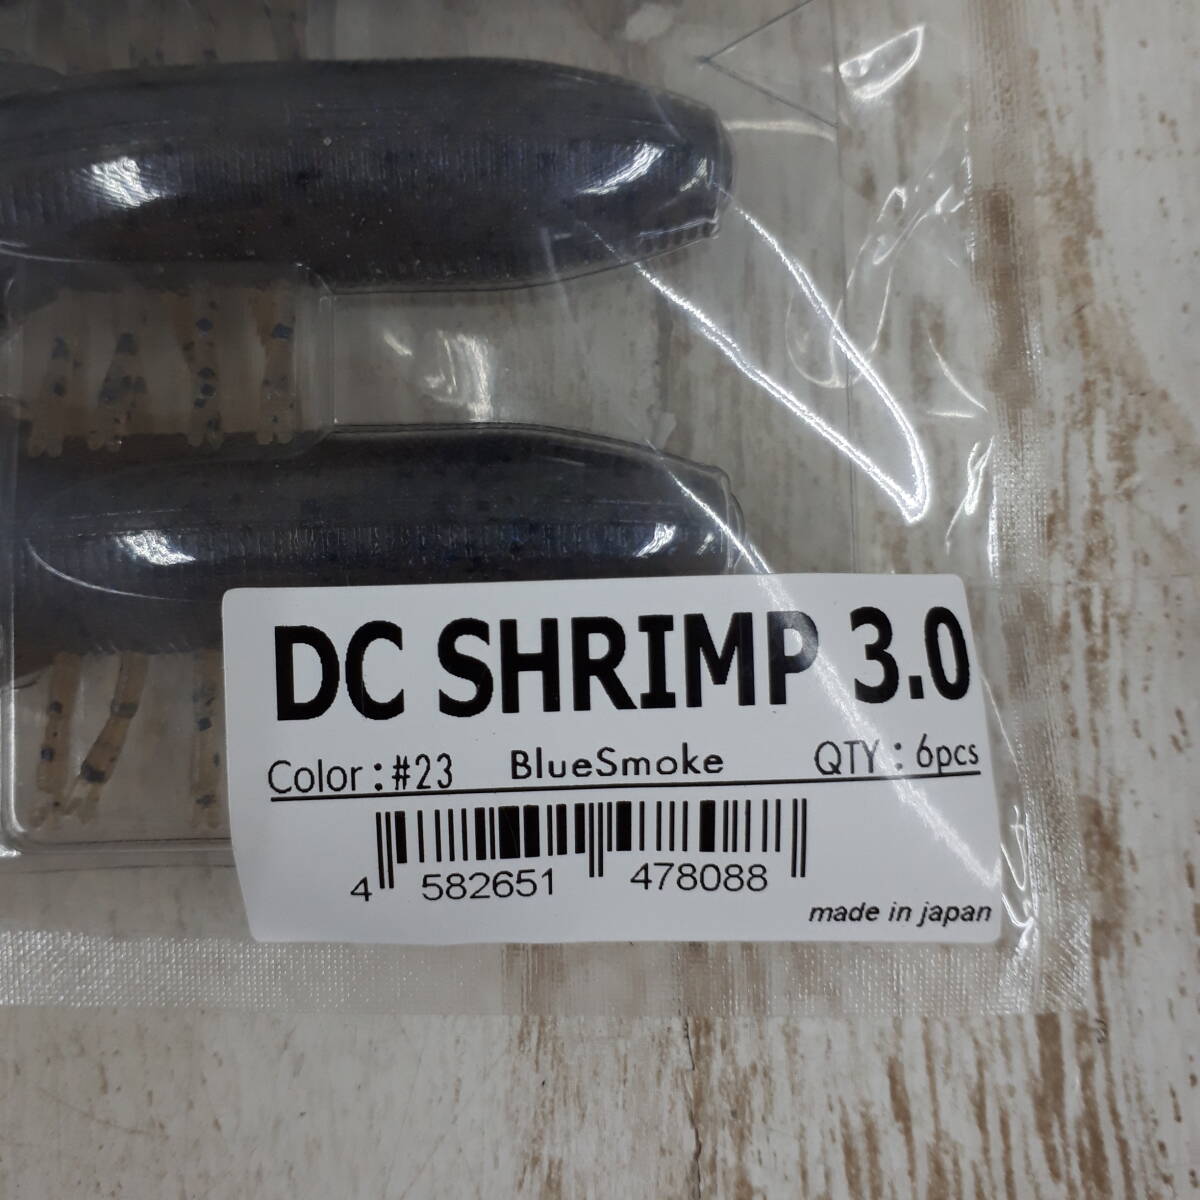 DC SHRIMP 3.0
Color:#23 BlueSmoke QTY:6pcs
4 582651 478088
made in japan